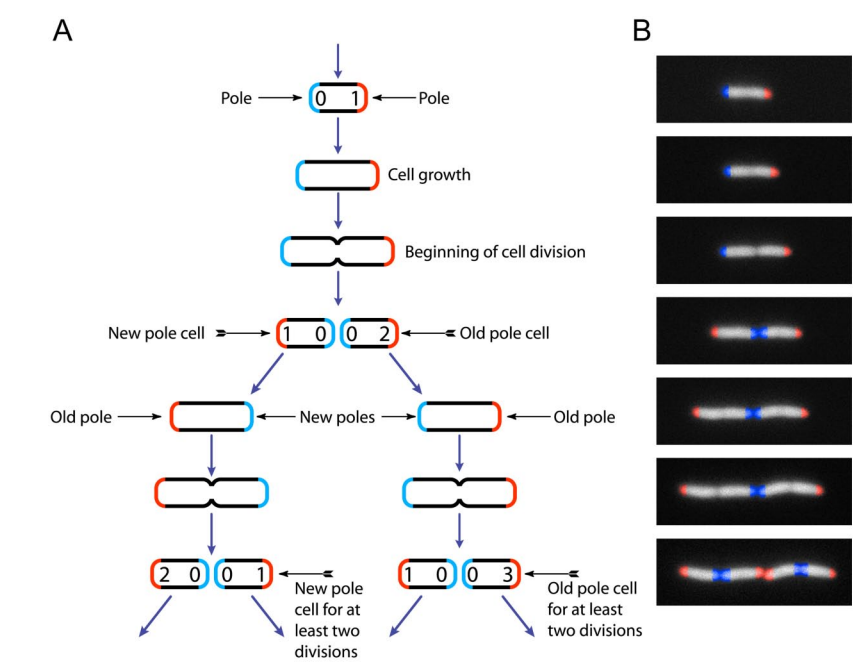 A
B
Pole
0 1
Pole
Cell growth
Beginning of cell division
New pole cell
1 0 0 2
Old pole cell
Old pole
New poles
Old pole
2 0 0 1
1 0 0 3
New pole
cell for at
least two
divisions
Old pole cell
for at least
two divisions